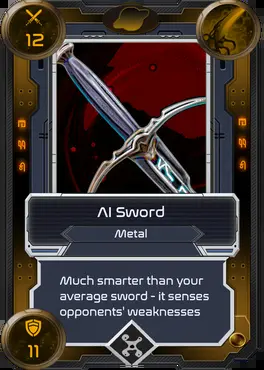 12
AI Sword
Metal
Much smarter than your
average sword - it senses
opponents' weaknesses
11